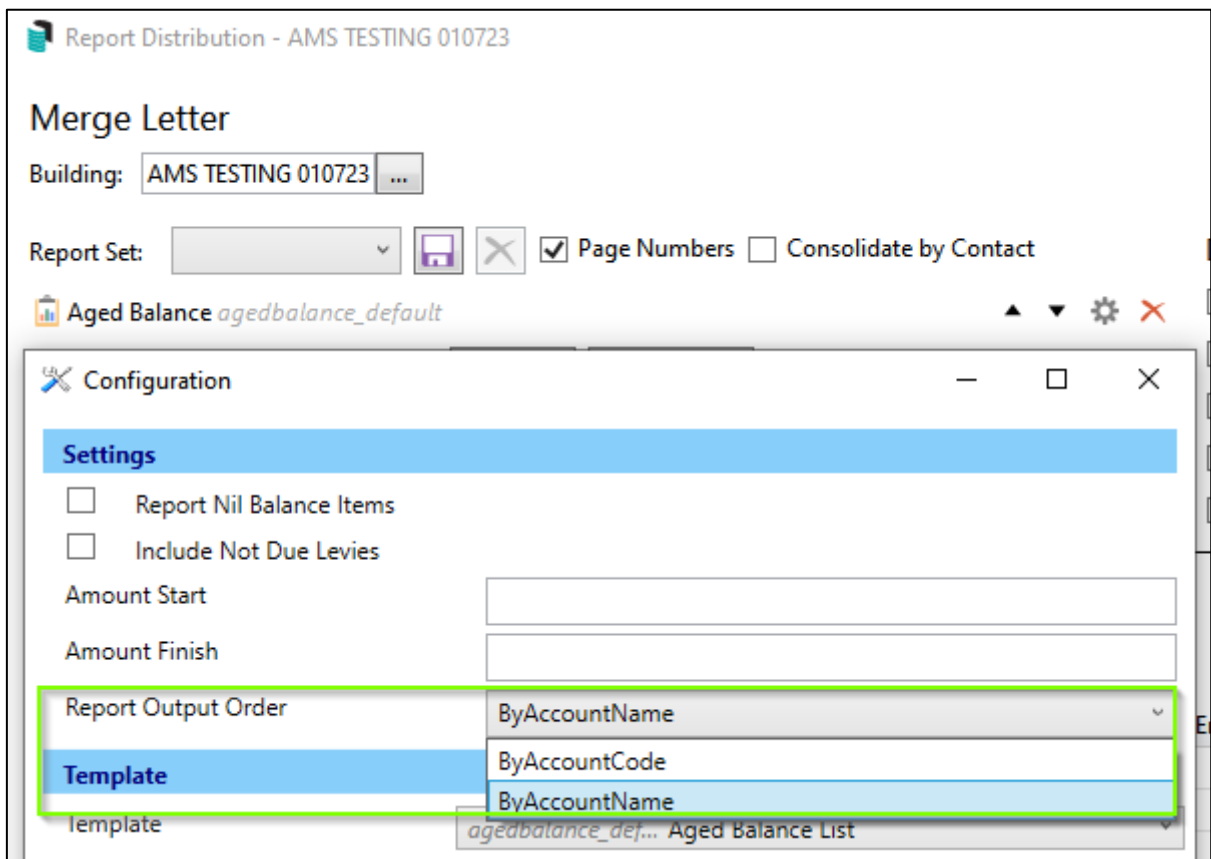 Report Distribution - AMS TESTING 010723
Merge Letter
Building: AMS TESTING 010723 ...
Report Set: Page Numbers Consolidate by Contact
Aged Balance agedbalance_default
Configuration
Settings
Report Nil Balance Items
Include Not Due Levies
Amount Start
Amount Finish
Report Output Order ByAccountName
ByAccountCode
Template
ByAccountName
Template agedbalance_def... Aged Balance List